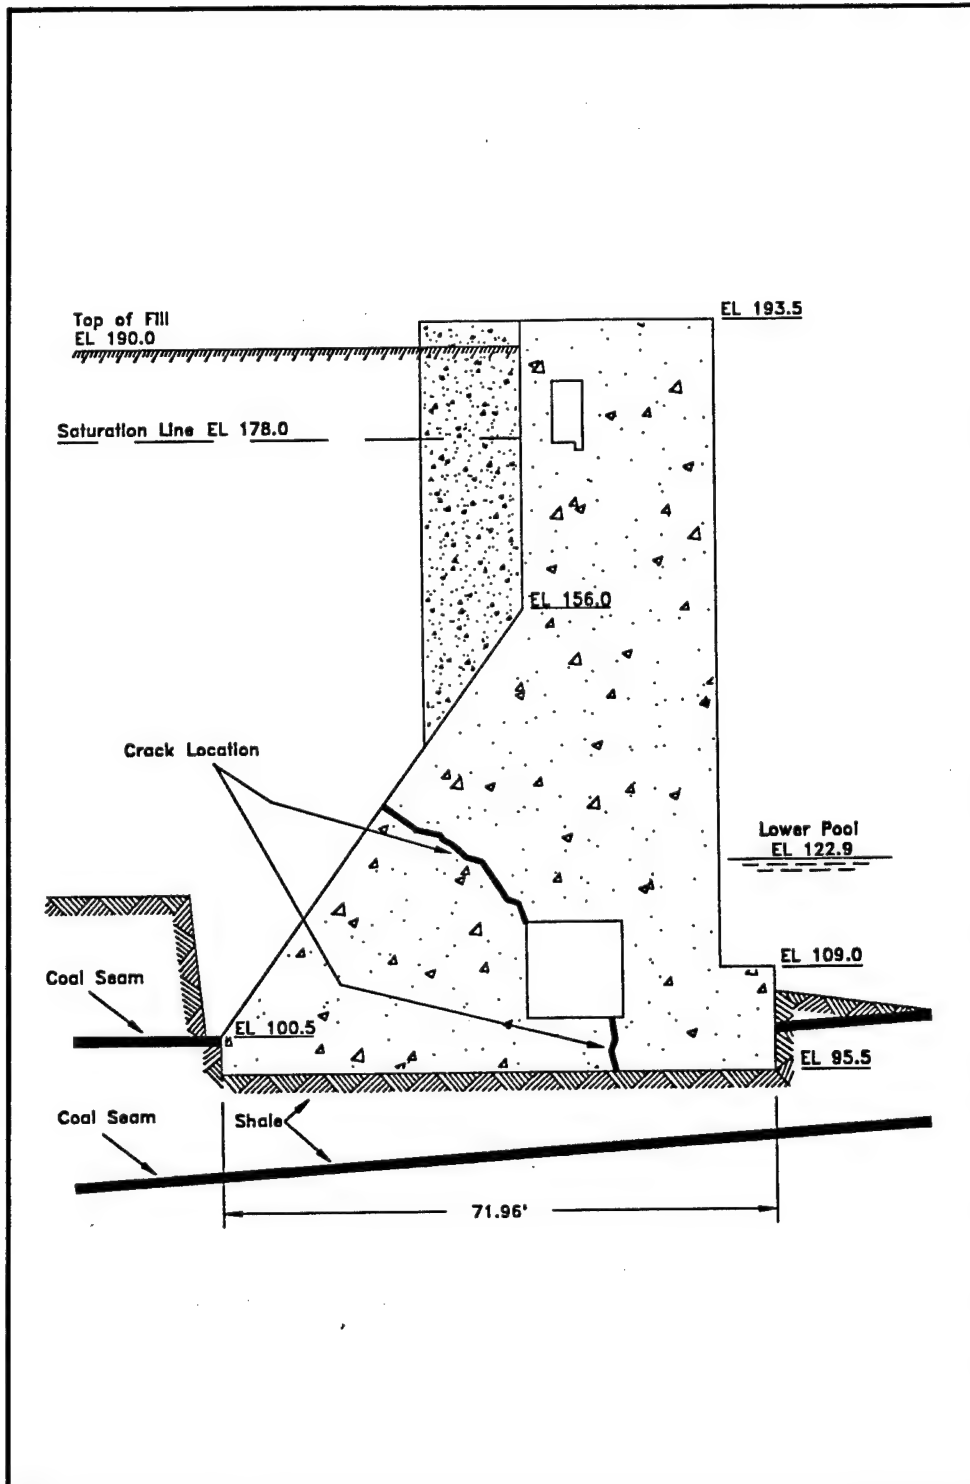 EL 193.5
Top of Fill
EL 190.0
Saturation Line EL 178.0
EL 156.0
Crack Location
Lower Pool
EL 122.9
EL 109.0
Coal Seam
EL 100.5
EL 95.5
Coal Seam
Shale
71.96'